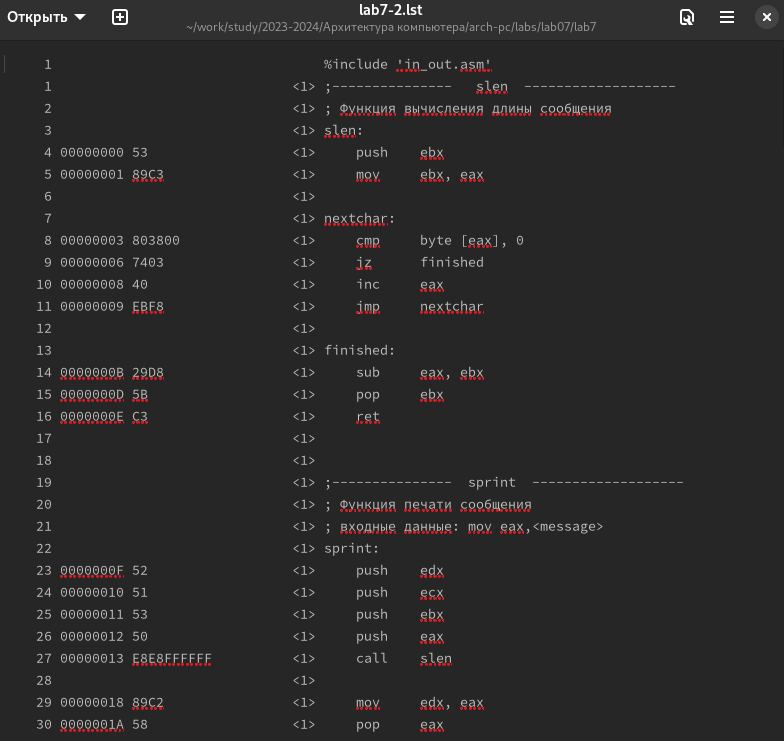 Открыть
lab7-2.lst
~/work/study/2023-2024/Архитектура компьютера/arch-pc/labs/lab07/lab7
1 %include 'in_out.asm'
1 <1> ;--------------- slen -------------------
2 <1> ; Функция вычисления длины сообщения
3 <1> slen:
4 00000000 53 <1> push ebx
5 00000001 89C3 <1> mov ebx, eax
6 <1>
7 <1> nextchar:
8 00000003 803800 <1> cmp byte [eax], 0
9 00000006 7403 <1> jz finished
10 00000008 40 <1> inc eax
11 00000009 EBF8 <1> jmp nextchar
12 <1>
13 <1> finished:
14 0000000B 29D8 <1> sub eax, ebx
15 0000000D 5B <1> pop ebx
16 0000000E C3 <1> ret
17 <1>
18 <1>
19 <1> ;--------------- sprint -------------------
20 <1> ; Функция печати сообщения
21 <1> ; входные данные: mov eax,<message>
22 <1> sprint:
23 0000000F 52 <1> push edx
24 00000010 51 <1> push ecx
25 00000011 53 <1> push ebx
26 00000012 50 <1> push eax
27 00000013 E8E8FFFFFF <1> call slen
28 <1>
29 00000018 89C2 <1> mov edx, eax
30 0000001A 58 <1> pop eax